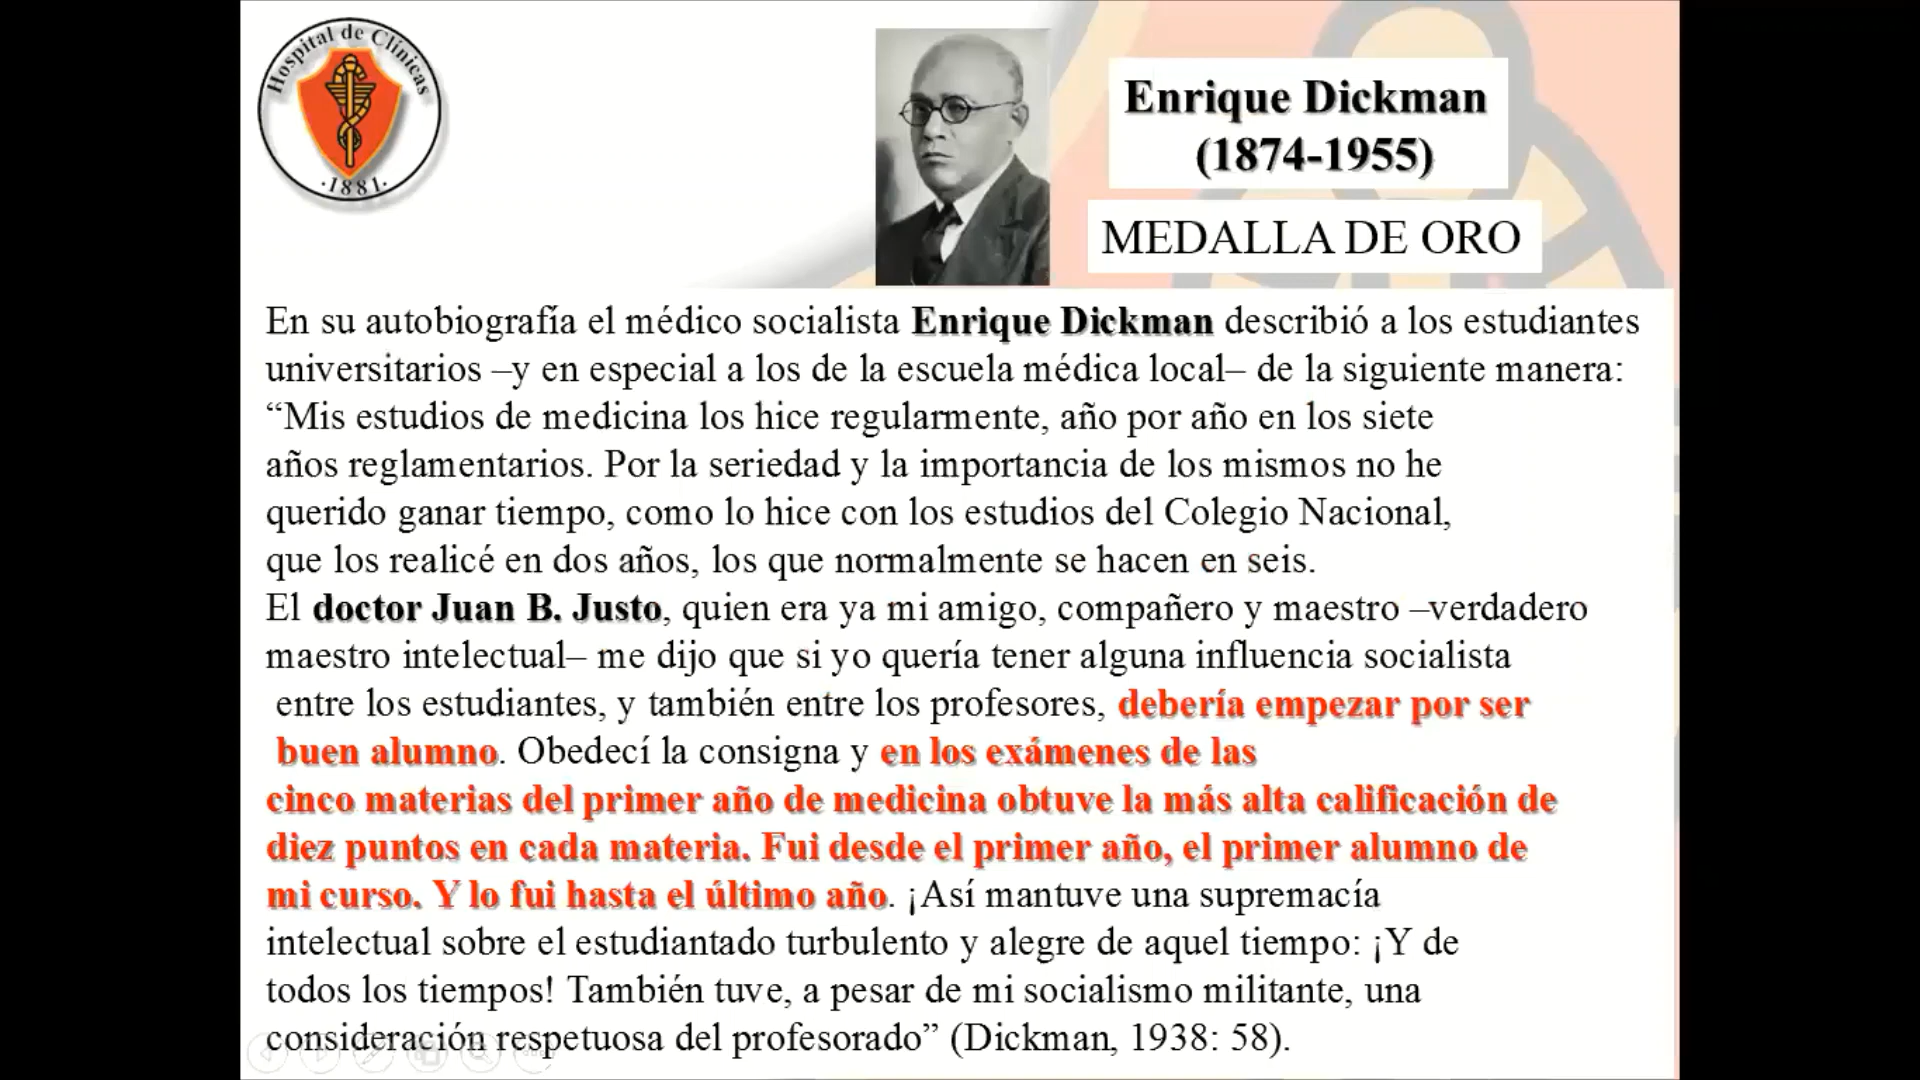 Hospital de Clínicas
·1881·
Enrique Dickman
(1874-1955)
MEDALLA DE ORO
En su autobiografía el médico socialista Enrique Dickman describió a los estudiantes
universitarios –y en especial a los de la escuela médica local– de la siguiente manera:
“Mis estudios de medicina los hice regularmente, año por año en los siete
años reglamentarios. Por la seriedad y la importancia de los mismos no he
querido ganar tiempo, como lo hice con los estudios del Colegio Nacional,
que los realicé en dos años, los que normalmente se hacen en seis.
El doctor Juan B. Justo, quien era ya mi amigo, compañero y maestro –verdadero
maestro intelectual– me dijo que si yo quería tener alguna influencia socialista
entre los estudiantes, y también entre los profesores, debería empezar por ser
buen alumno. Obedecí la consigna y en los exámenes de las
cinco materias del primer año de medicina obtuve la más alta calificación de
diez puntos en cada materia. Fui desde el primer año, el primer alumno de
mi curso. Y lo fui hasta el último año. ¡Así mantuve una supremacía
intelectual sobre el estudiantado turbulento y alegre de aquel tiempo: ¡Y de
todos los tiempos! También tuve, a pesar de mi socialismo militante, una
consideración respetuosa del profesorado” (Dickman, 1938: 58).